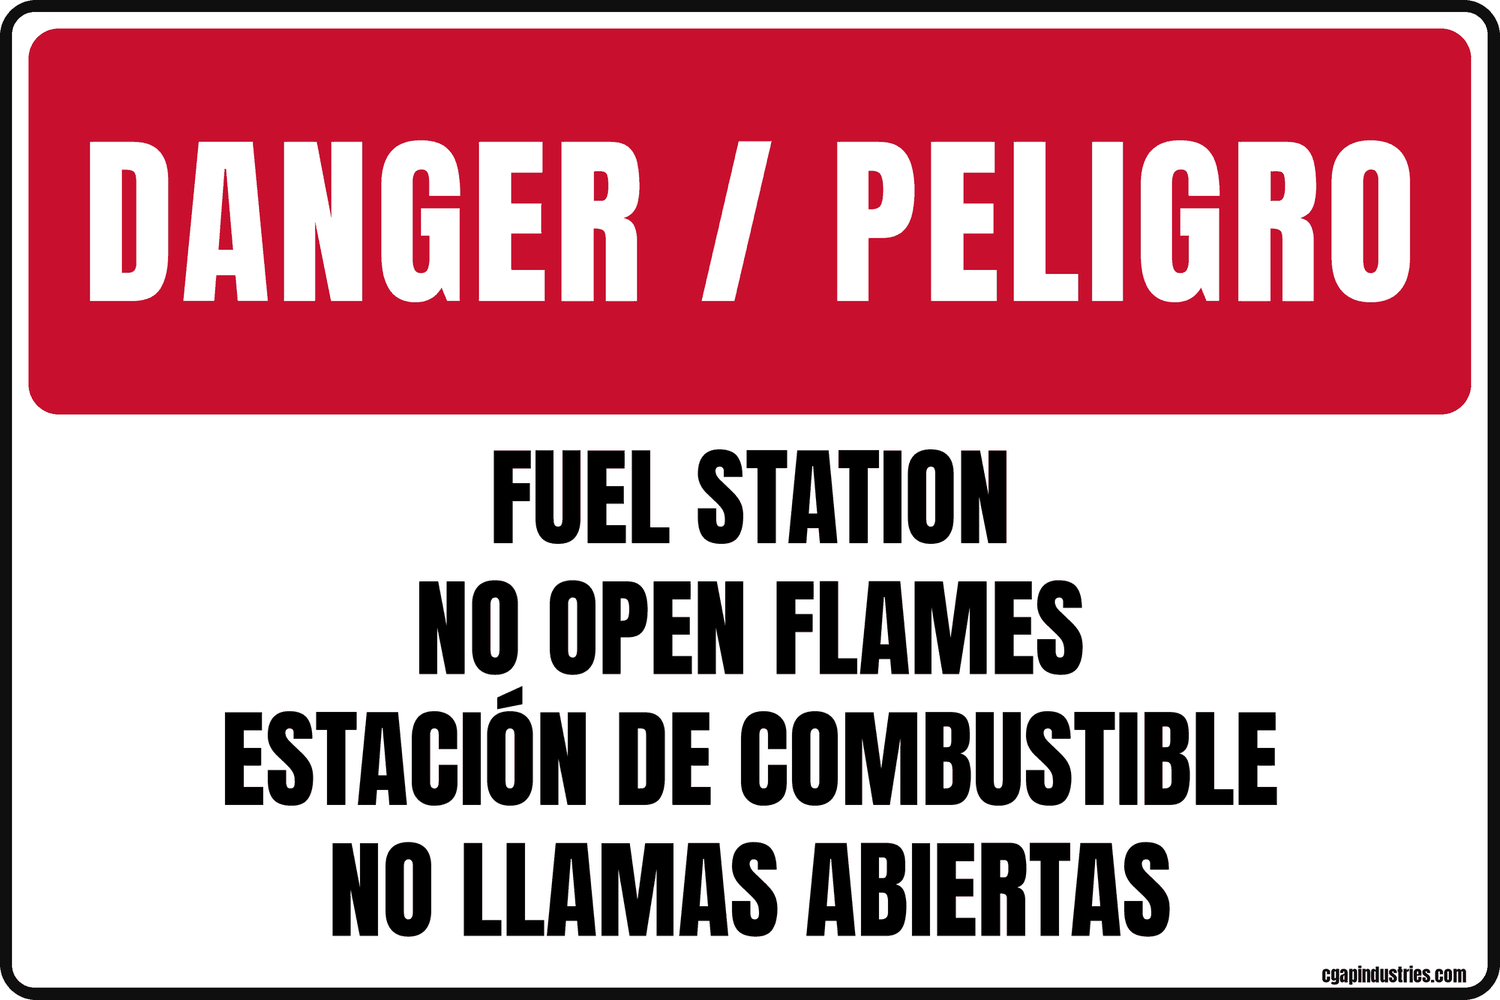 DANGER / PELIGRO
FUEL STATION
NO OPEN FLAMES
ESTACIÓN DE COMBUSTIBLE
NO LLAMAS ABIERTAS
cgapindustries.com